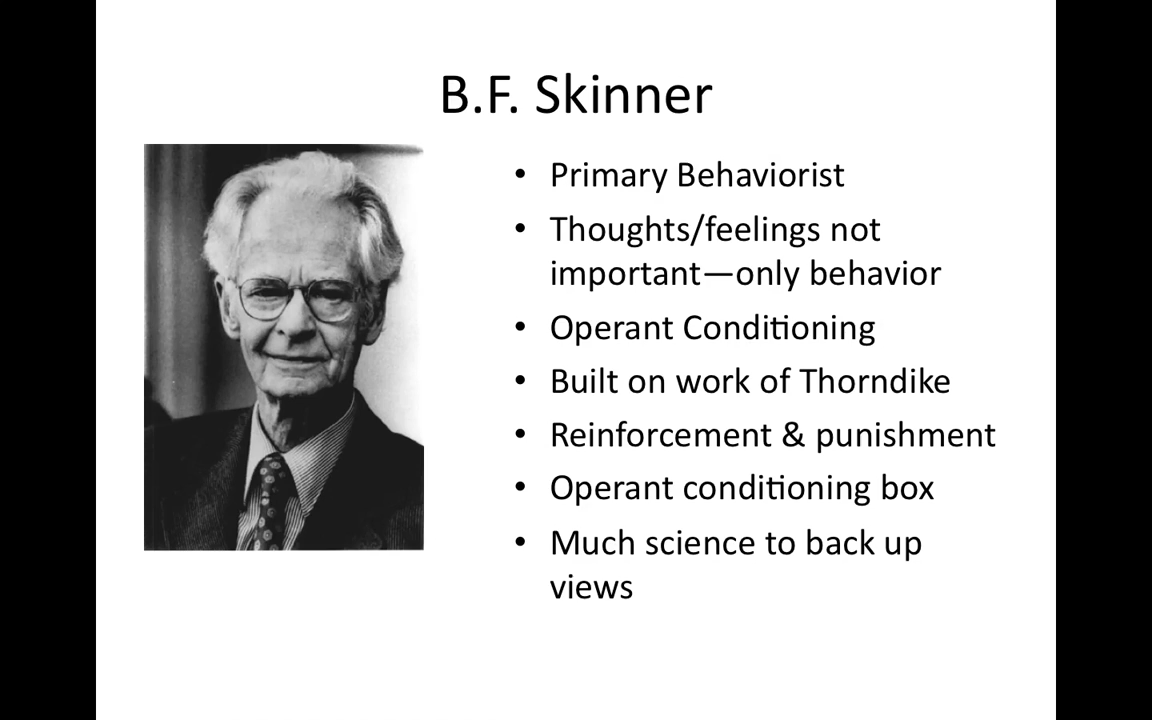 B.F. Skinner
• Primary Behaviorist
• Thoughts/feelings not
important—only behavior
• Operant Conditioning
• Built on work of Thorndike
• Reinforcement & punishment
• Operant conditioning box
• Much science to back up
views